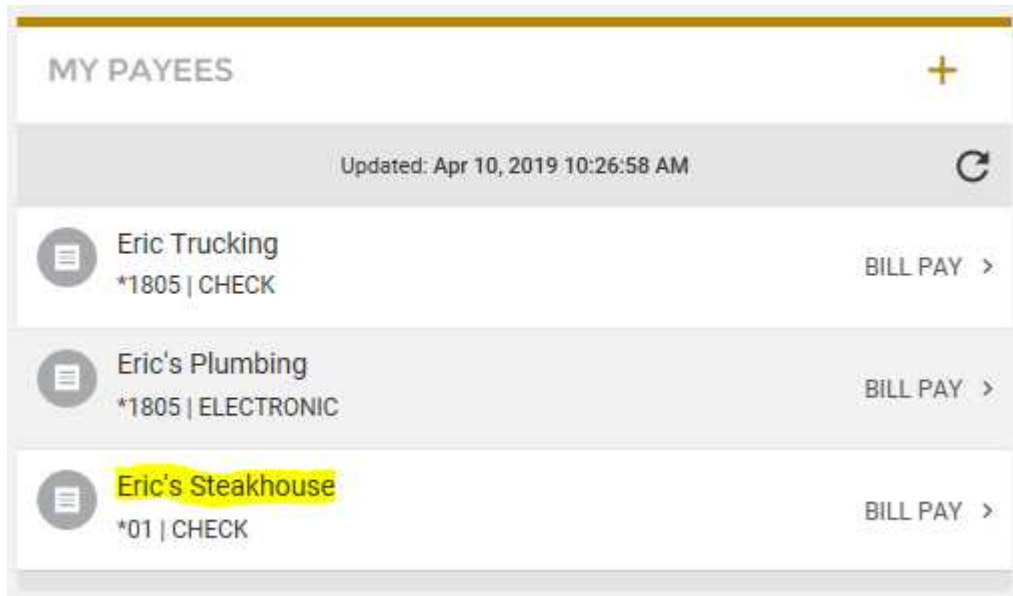 MY PAYEES +
Updated: Apr 10, 2019 10:26:58 AM
Eric Trucking
*1805 | CHECK
BILL PAY >
Eric's Plumbing
*1805 | ELECTRONIC
BILL PAY >
Eric's Steakhouse
*01 | CHECK
BILL PAY >